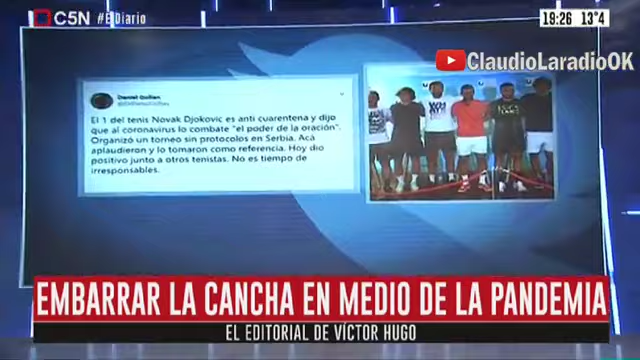 C5N #ElDiario
19:26 13°4
ClaudioLaradioOK
El 1 del tenis Novak Djokovic es anti cuarentena y dijo
que al coronavirus lo combate "el poder de la oración".
Organizó un torneo sin protocolos en Serbia. Acá
aplaudieron y lo tomaron como referencia. Hoy dio
positivo junto a otros tenistas. No es tiempo de
irresponsables.
EMBARRAR LA CANCHA EN MEDIO DE LA PANDEMIA
EL EDITORIAL DE VÍCTOR HUGO